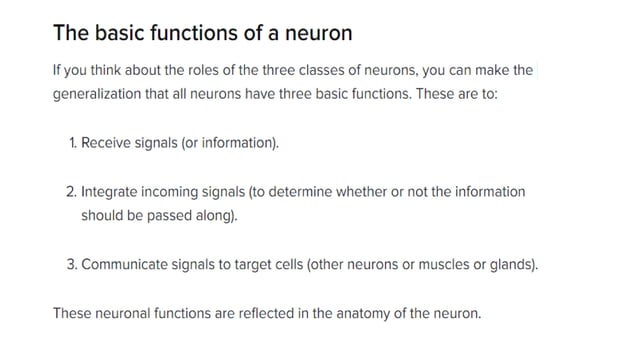 The basic functions of a neuron
If you think about the roles of the three classes of neurons, you can make the
generalization that all neurons have three basic functions. These are to:
1. Receive signals (or information).
2. Integrate incoming signals (to determine whether or not the information
should be passed along).
3. Communicate signals to target cells (other neurons or muscles or glands).
These neuronal functions are reflected in the anatomy of the neuron.